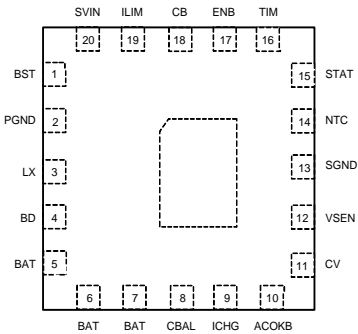 SVIN ILIM CB ENB TIM
20 19 18 17 16
BST 1 15 STAT
PGND 2 14 NTC
LX 3 13 SGND
BD 4 12 VSEN
BAT 5 11 CV
6 7 8 9 10
BAT BAT CBAL ICHG ACOKB